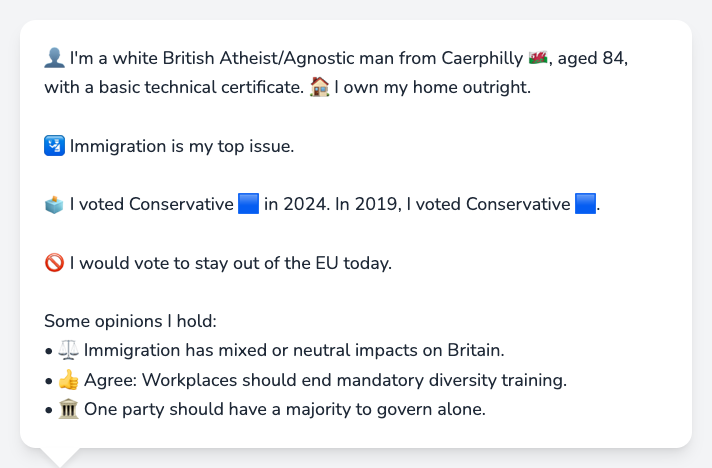 👤 I'm a white British Atheist/Agnostic man from Caerphilly 🏴󠁧󠁢󠁷󠁬󠁳󠁿, aged 84,
with a basic technical certificate. 🏠 I own my home outright.
🛂 Immigration is my top issue.
🗳️ I voted Conservative 🟦 in 2024. In 2019, I voted Conservative 🟦.
🚫 I would vote to stay out of the EU today.
Some opinions I hold:
• ⚖️ Immigration has mixed or neutral impacts on Britain.
• 👍 Agree: Workplaces should end mandatory diversity training.
• 🏛️ One party should have a majority to govern alone.